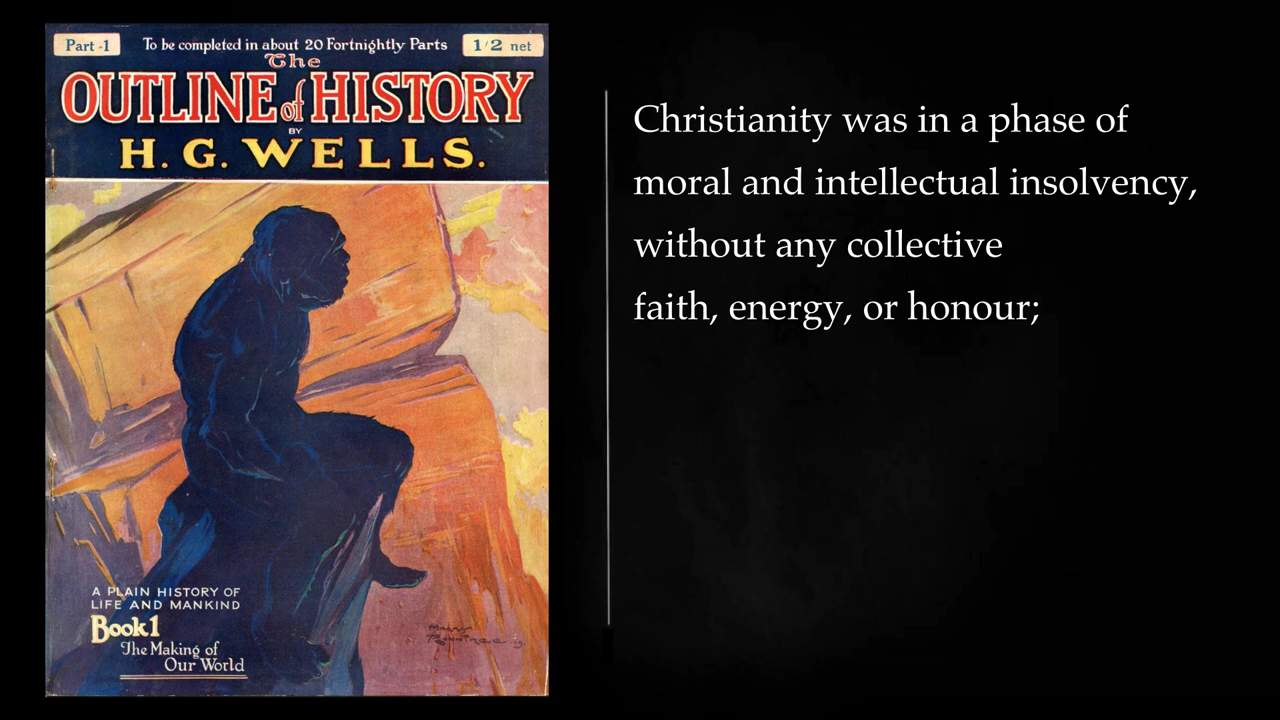 Part -1
To be completed in about 20 Fortnightly Parts
1/2 net
The
OUTLINE of HISTORY
BY
H. G. WELLS.
A PLAIN HISTORY OF
LIFE AND MANKIND
Book 1
The Making of
Our World
Christianity was in a phase of
moral and intellectual insolvency,
without any collective
faith, energy, or honour;